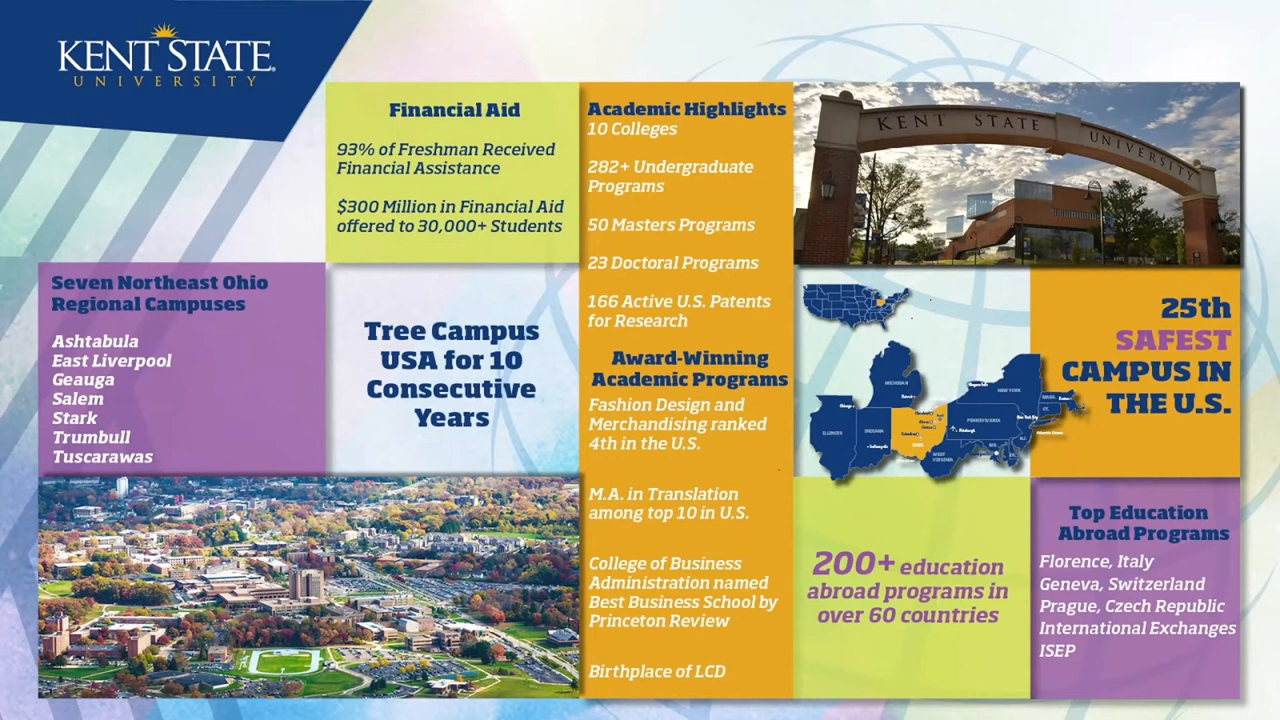 KENT STATE
UNIVERSITY
Financial Aid
93% of Freshman Received
Financial Assistance
$300 Million in Financial Aid
offered to 30,000+ Students
Seven Northeast Ohio
Regional Campuses
Ashtabula
East Liverpool
Geauga
Salem
Stark
Trumbull
Tuscarawas
Tree Campus
USA for 10
Consecutive
Years
Academic Highlights
10 Colleges
282+ Undergraduate
Programs
50 Masters Programs
23 Doctoral Programs
166 Active U.S. Patents
for Research
Award-Winning
Academic Programs
Fashion Design and
Merchandising ranked
4th in the U.S.
M.A. in Translation
among top 10 in U.S.
College of Business
Administration named
Best Business School by
Princeton Review
Birthplace of LCD
KENT STATE UNIVERSITY
MICHIGAN
NEW YORK
ILLINOIS
INDIANA
PENNSYLVANIA
WEST
VIRGINIA
25th
SAFEST
CAMPUS IN
THE U.S.
200+ education
abroad programs in
over 60 countries
Top Education
Abroad Programs
Florence, Italy
Geneva, Switzerland
Prague, Czech Republic
International Exchanges
ISEP